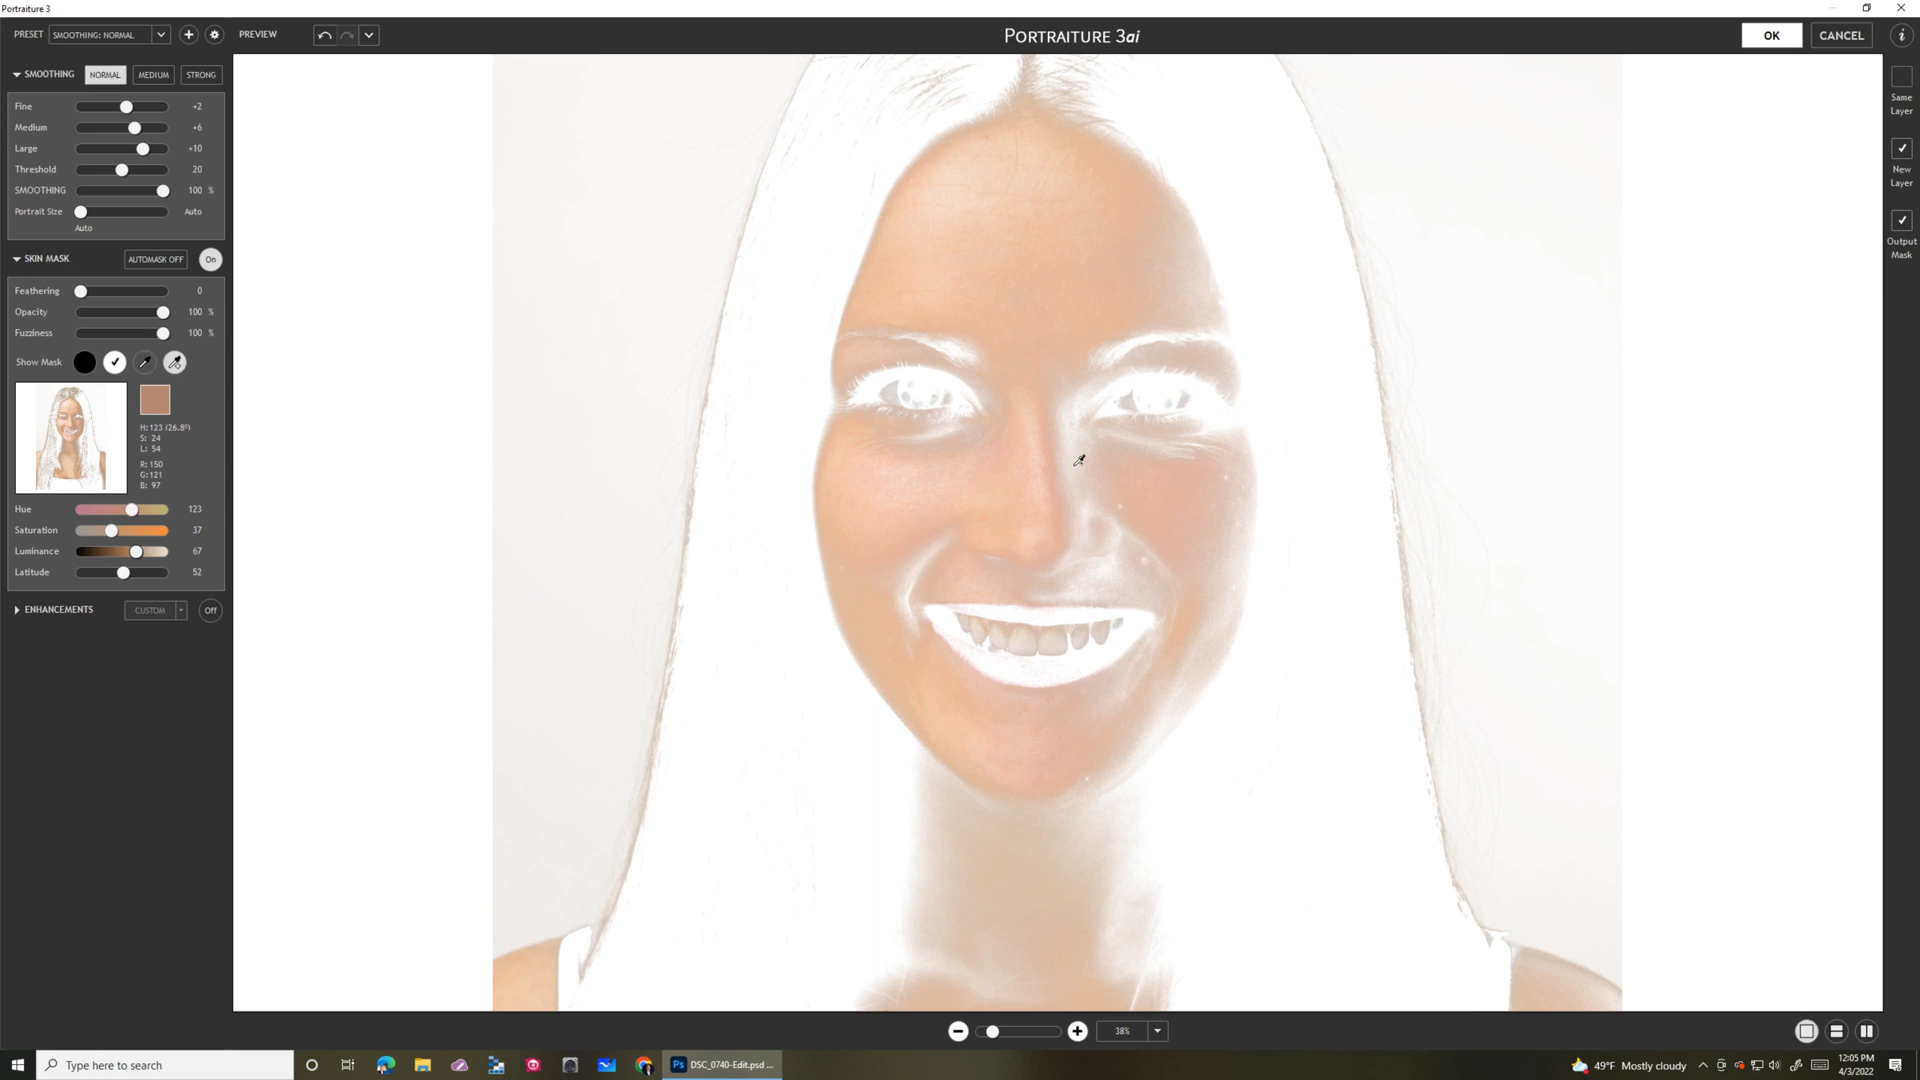 Portraiture 3
PRESET SMOOTHING: NORMAL PREVIEW PORTRAITURE 3ai OK CANCEL
SMOOTHING NORMAL MEDIUM STRONG
Fine +2
Medium +6
Large +10
Threshold 20
SMOOTHING 100 %
Portrait Size Auto
Auto
SKIN MASK AUTOMASK OFF On
Feathering 0
Opacity 100 %
Fuzziness 100 %
Show Mask
H:123 (26.8º)
S: 24
L: 54
R:150
G:121
B: 97
Hue 123
Saturation 37
Luminance 67
Latitude 52
ENHANCEMENTS CUSTOM Off
Same
Layer
New
Layer
Output
Mask
38%
Type here to search
Ps DSC_0740-Edit.psd ...
49°F Mostly cloudy
12:05 PM
4/3/2022